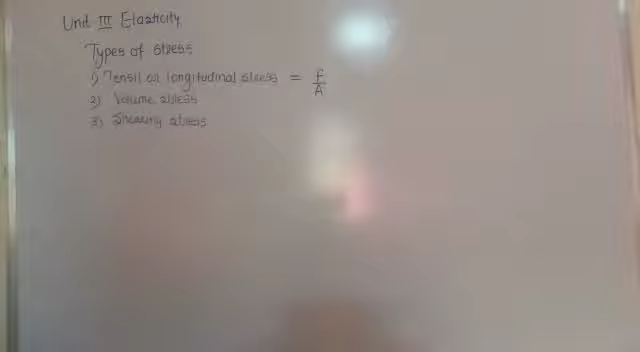 Unit III Elasticity
Types of stress
1) Tensil or longitudinal stress = F/A
2) Volume stress
3) Shearing stress